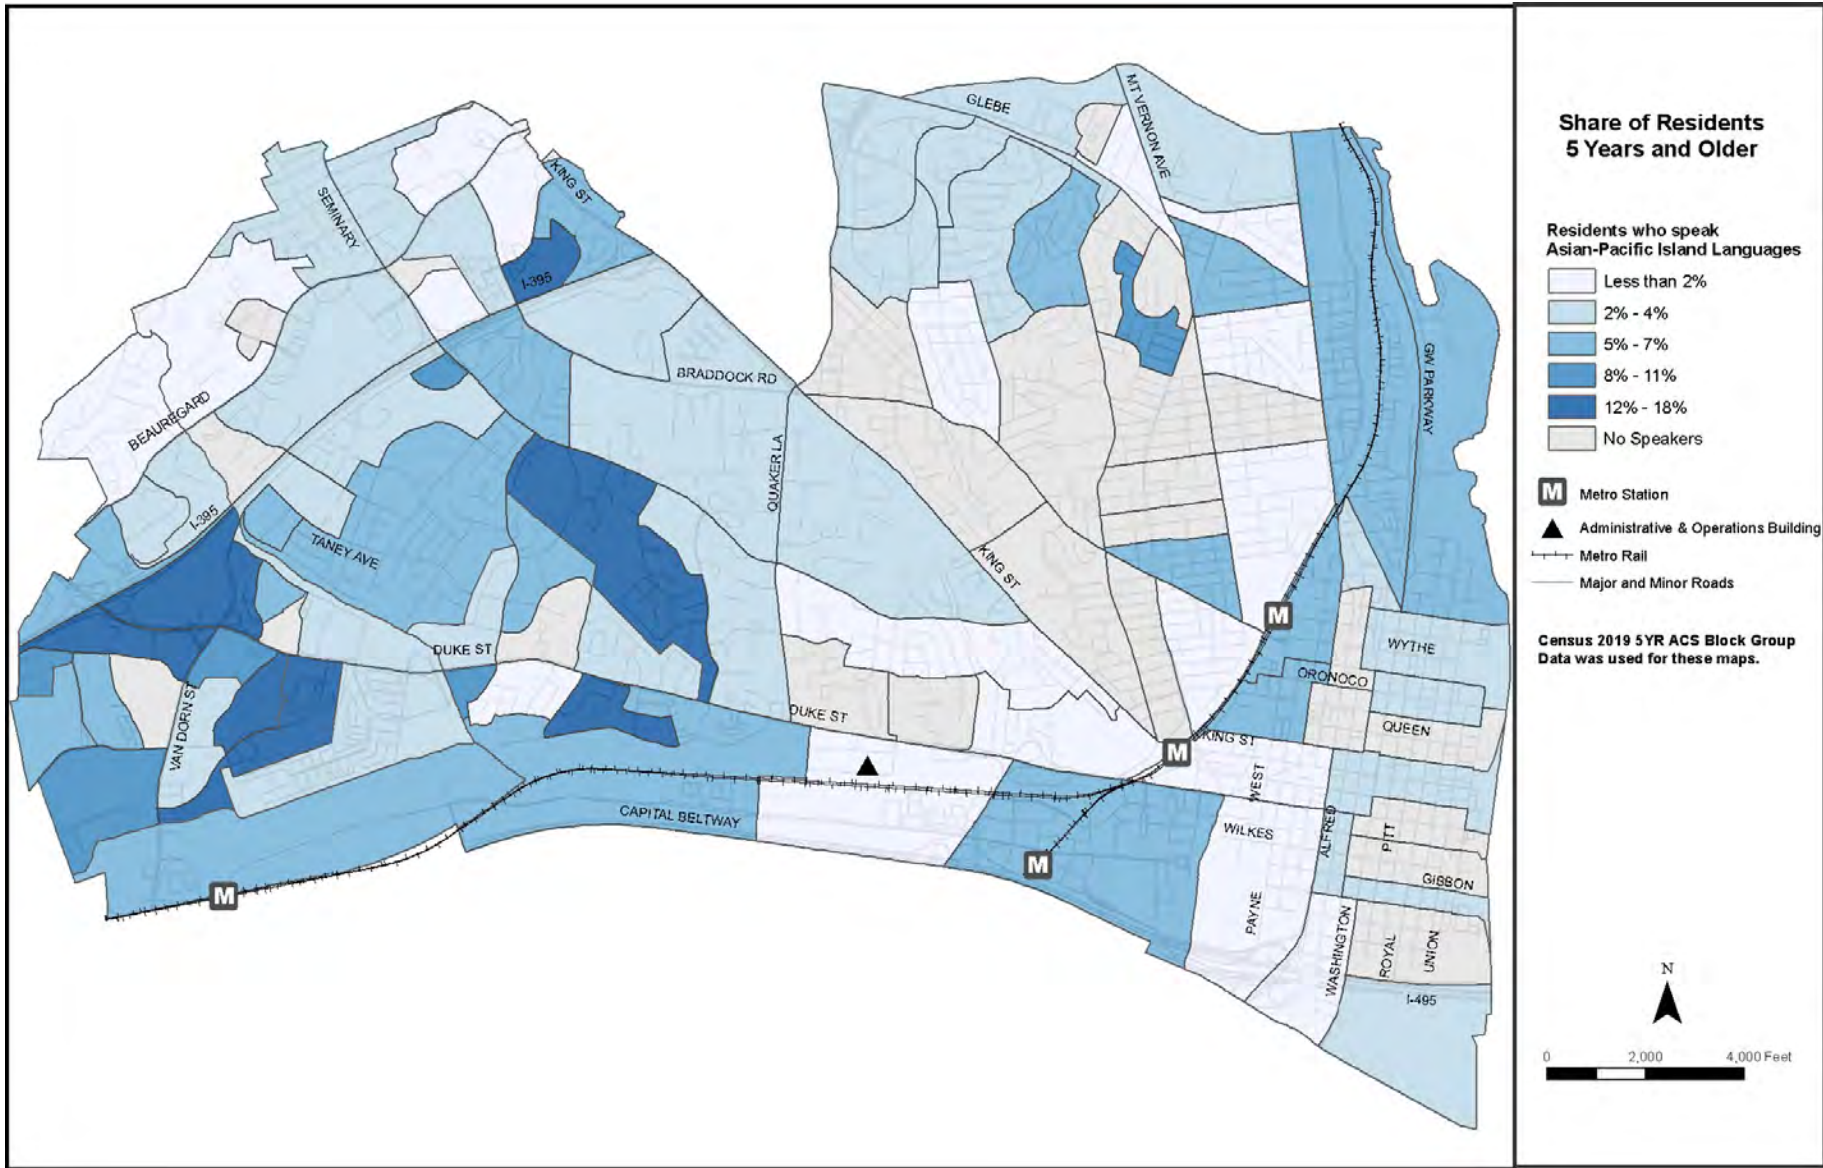 GLEBE
MT VERNON AVE
KING ST
SEMINARY
I-395
GW PARKWAY
BRADDOCK RD
BEAUREGARD
QUAKER LA
I-395
TANEY AVE
KING ST
WYTHE
DUKE ST
ORONOCO
VAN DORN ST
DUKE ST
QUEEN
KING ST
WEST
CAPITAL BELTWAY
WILKES
ALFRED
PITT
GIBBON
PAYNE
WASHINGTON
ROYAL
UNION
I-495
M
M
M
M
Share of Residents
5 Years and Older
Residents who speak
Asian-Pacific Island Languages
Less than 2%
2% - 4%
5% - 7%
8% - 11%
12% - 18%
No Speakers
M Metro Station
Administrative & Operations Building
Metro Rail
Major and Minor Roads
Census 2019 5YR ACS Block Group
Data was used for these maps.
N
0 2,000 4,000 Feet